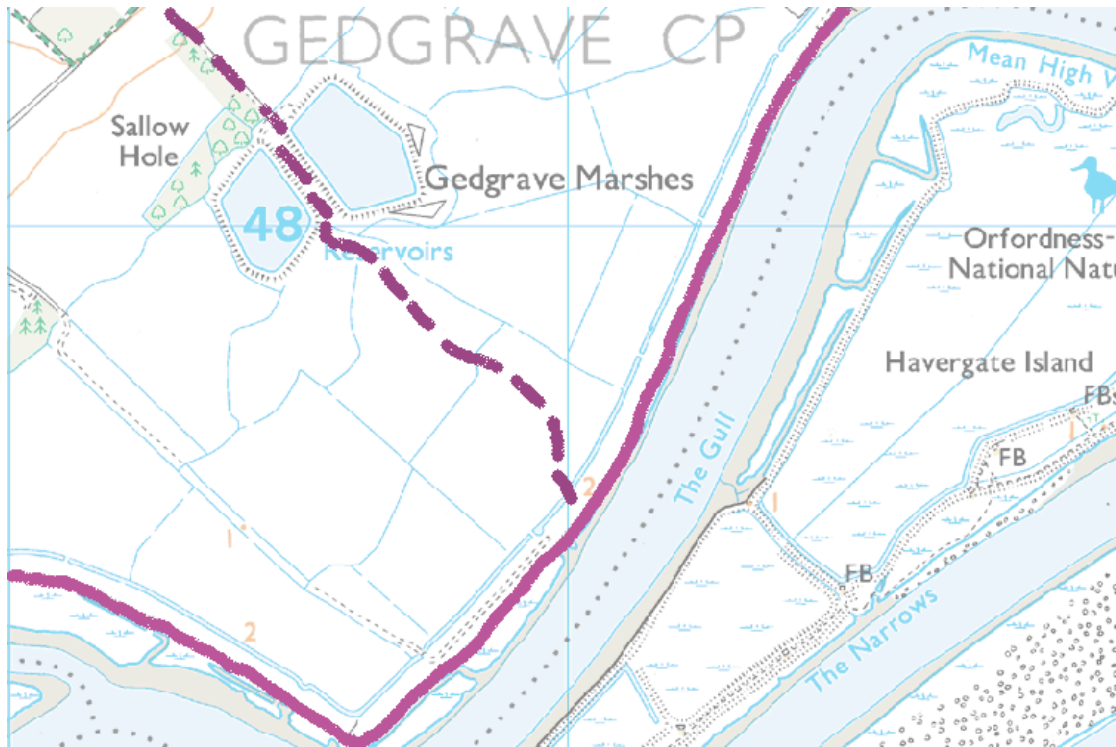 GEDGRAVE CP
Mean High
Sallow
Hole
Gedgrave Marshes
48
Reservoirs
Orfordness-
National
Havergate Island
FBs
1
The Gull
FB
2
1
1
FB
2
The Narrows